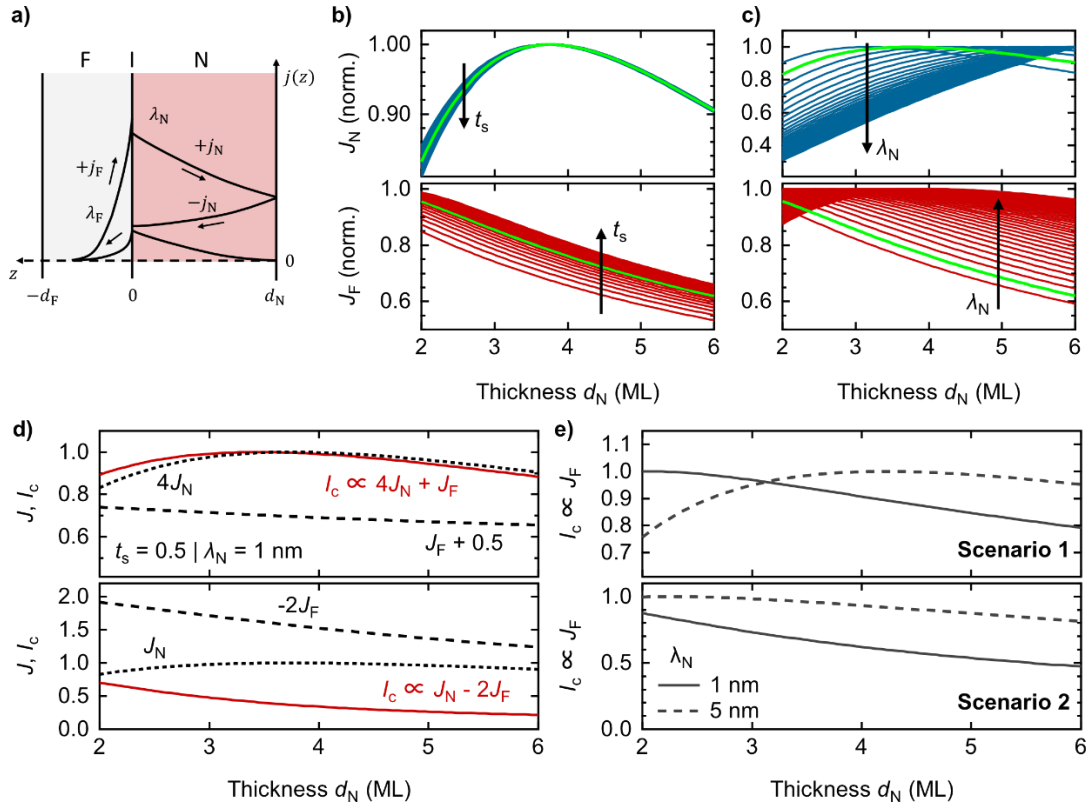 a)
F I N
j(z)
λN
+jF
+jN
λF
-jN
z
0
−dF
0
dN
b)
1.00
0.90
JN (norm.)
ts
1.0
0.8
0.6
JF (norm.)
ts
2 3 4 5 6
Thickness dN (ML)
c)
1.0
0.8
0.6
0.4
JN (norm.)
λN
1.0
0.8
0.6
JF (norm.)
λN
2 3 4 5 6
Thickness dN (ML)
d)
1.0
0.9
0.8
0.7
J, Ic
4JN
Ic ∝ 4JN + JF
JF + 0.5
ts = 0.5 | λN = 1 nm
2.0
1.5
1.0
0.5
0.0
J, Ic
-2JF
JN
Ic ∝ JN - 2JF
2 3 4 5 6
Thickness dN (ML)
e)
1.1
1.0
0.9
0.8
0.7
Ic ∝ JF
Scenario 1
1.0
0.5
0.0
Ic ∝ JF
λN
1 nm
5 nm
Scenario 2
2 3 4 5 6
Thickness dN (ML)